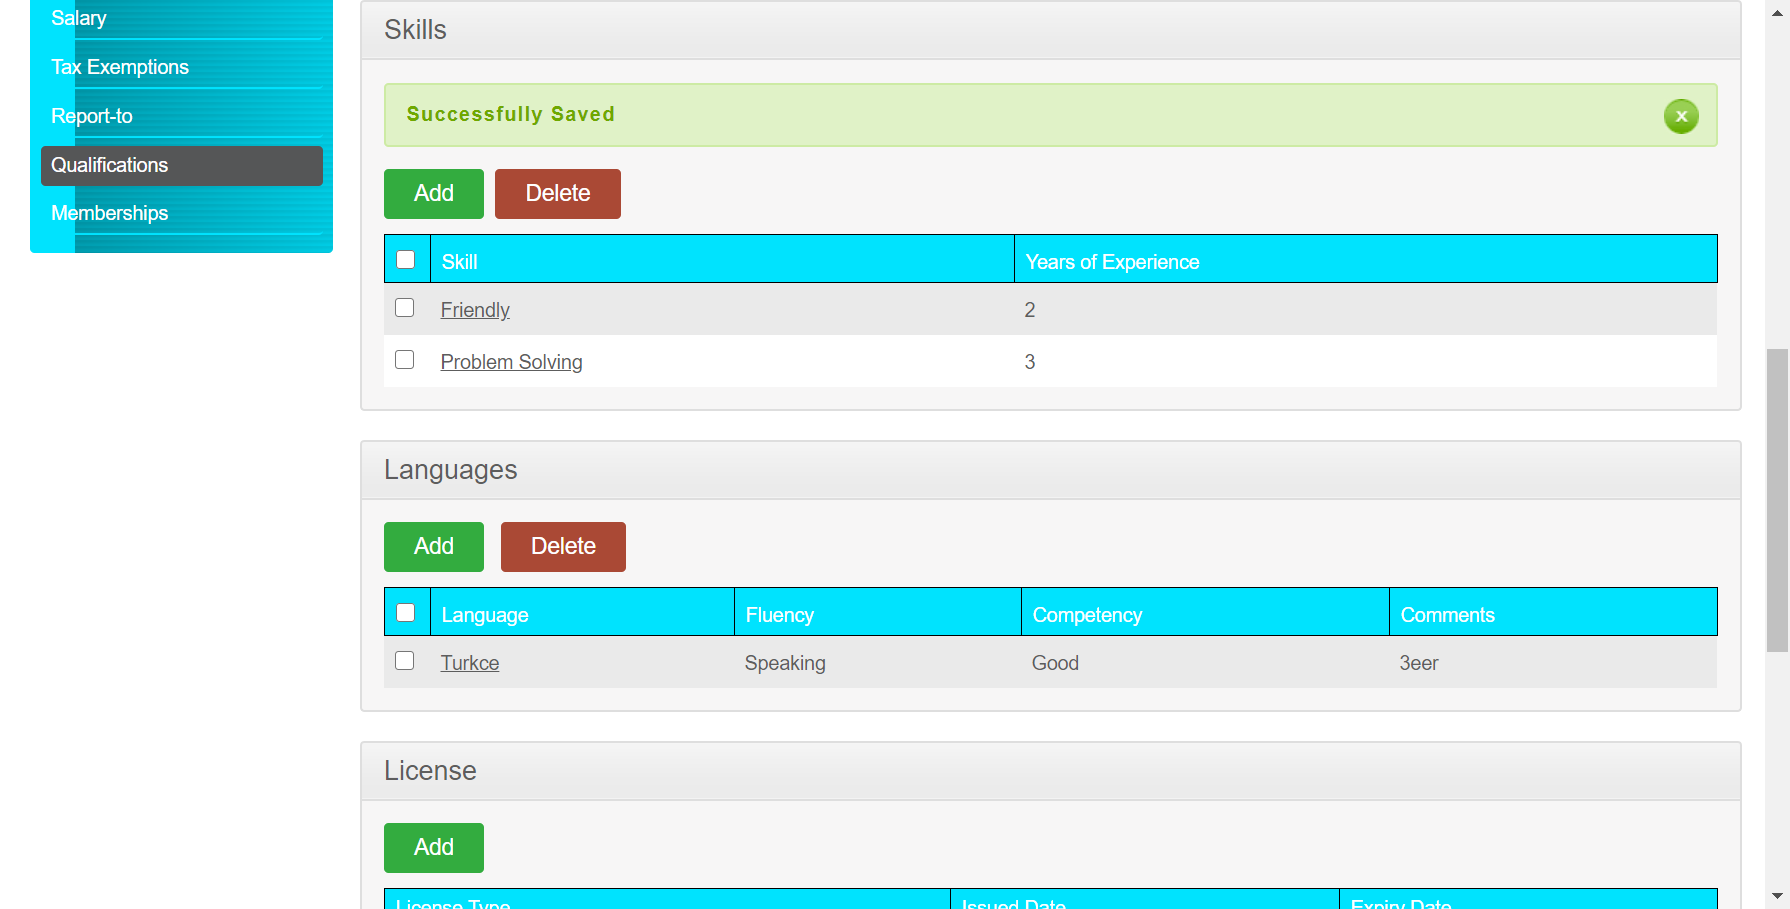 Salary
Tax Exemptions
Report-to
Qualifications
Memberships
Skills
Successfully Saved
x
Add Delete
Skill Years of Experience
Friendly 2
Problem Solving 3
Languages
Add Delete
Language Fluency Competency Comments
Turkce Speaking Good 3eer
License
Add
License Type Issued Date Expiry Date